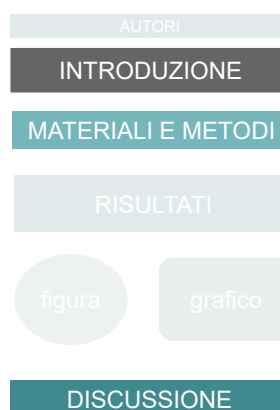 AUTORI
INTRODUZIONE
MATERIALI E METODI
RISULTATI
figura grafico
DISCUSSIONE